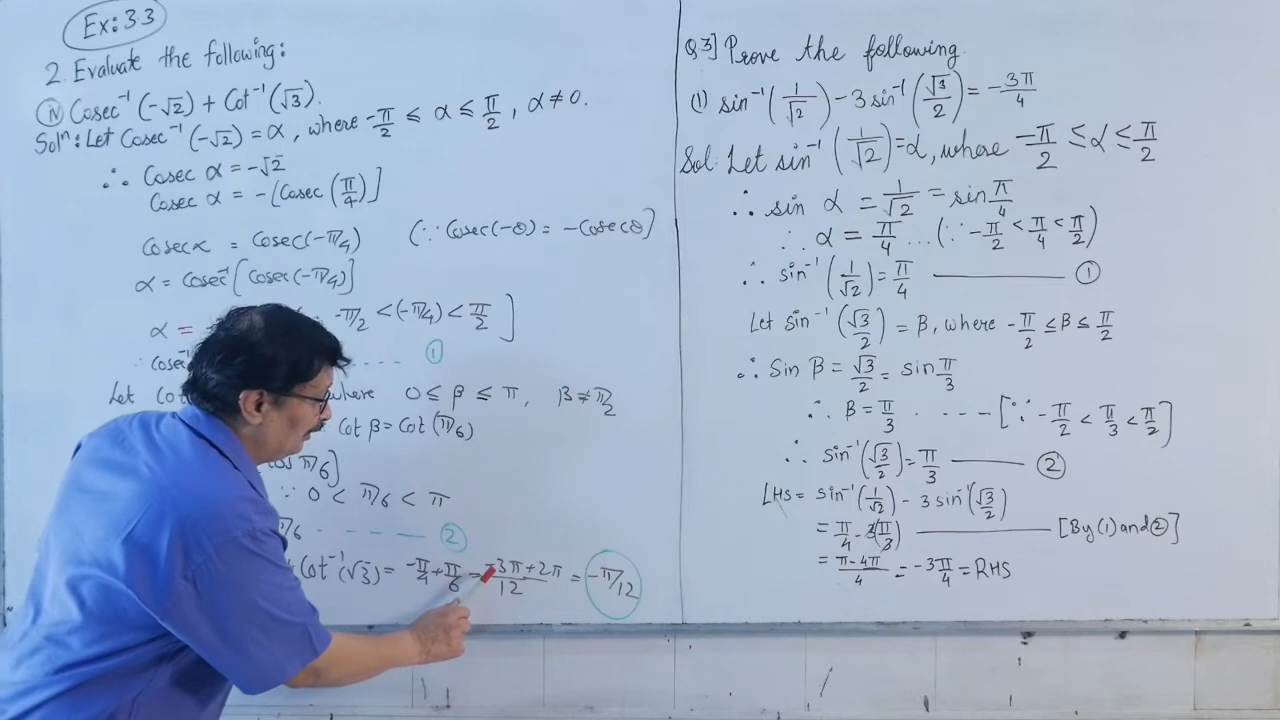 Ex: 3.3
2. Evaluate the following:
(iv) Cosec⁻¹(-√2) + Cot⁻¹(√3).
Solⁿ: Let Cosec⁻¹(-√2) = α, where -π/2 ≤ α ≤ π/2, α ≠ 0.
∴ Cosec α = -√2
Cosec α = -[Cosec(π/4)]
Cosec α = Cosec(-π/4) (∵ Cosec(-θ) = -Cosecθ]
α = Cosec⁻¹[Cosec(-π/4)]
α = -π/2 < (-π/4) < π/2]
∴ Cosec⁻¹ ---- ①
Let Cot where 0 ≤ β ≤ π, β ≠ π/2
Cot β = Cot(π/6)
π/6]
∵ 0 < π/6 < π
π/6 ------ ②
Cot⁻¹(√3) = -π/4 + π/6 = -3π+2π/12 = -π/12
Q3] Prove the following
(1) sin⁻¹(1/√2) - 3 sin⁻¹(√3/2) = -3π/4
Sol. Let sin⁻¹(1/√2) = α, where -π/2 ≤ α ≤ π/2
∴ sin α = 1/√2 = sin π/4
∴ α = π/4 ... (∵ -π/2 < π/4 < π/2)
∴ sin⁻¹(1/√2) = π/4 —— ①
Let sin⁻¹(√3/2) = β, where -π/2 ≤ β ≤ π/2
∴ Sin β = √3/2 = sin π/3
∴ β = π/3 ---- [∵ -π/2 < π/3 < π/2]
∴ sin⁻¹(√3/2) = π/3 —— ②
LHS = sin⁻¹(1/√2) - 3 sin⁻¹(√3/2)
= π/4 - 3(π/3) —— [By (1) and ②]
= π-4π/4 = -3π/4 = RHS